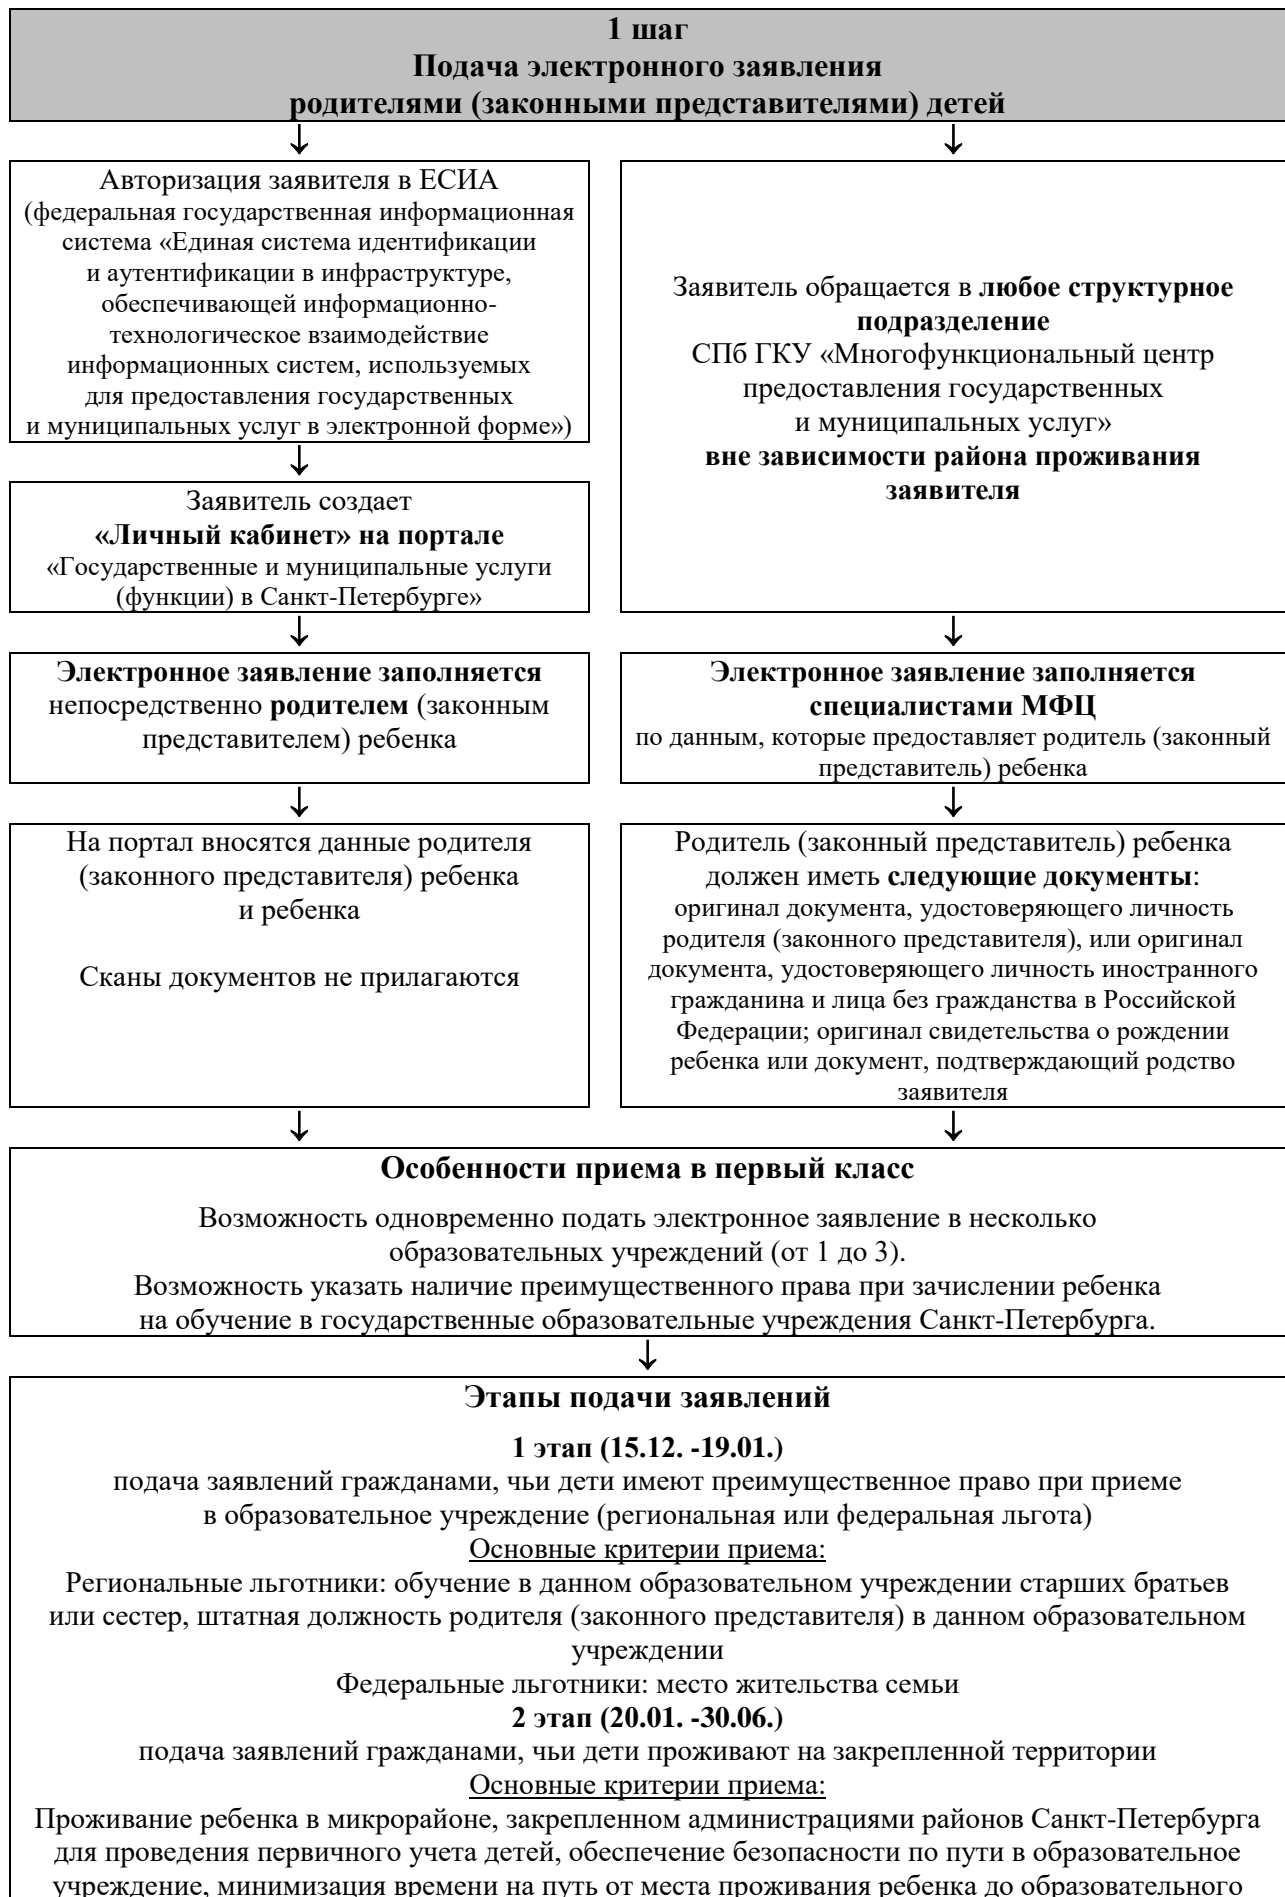 1 шаг
Подача электронного заявления
родителями (законными представителями) детей
Авторизация заявителя в ЕСИА
(федеральная государственная информационная
система «Единая система идентификации
и аутентификации в инфраструктуре,
обеспечивающей информационно-
технологическое взаимодействие
информационных систем, используемых
для предоставления государственных
и муниципальных услуг в электронной форме»)
Заявитель создает
«Личный кабинет» на портале
«Государственные и муниципальные услуги
(функции) в Санкт-Петербурге»
Электронное заявление заполняется
непосредственно родителем (законным
представителем) ребенка
На портал вносятся данные родителя
(законного представителя) ребенка
и ребенка
Сканы документов не прилагаются
Заявитель обращается в любое структурное
подразделение
СПб ГКУ «Многофункциональный центр
предоставления государственных
и муниципальных услуг»
вне зависимости района проживания
заявителя
Электронное заявление заполняется
специалистами МФЦ
по данным, которые предоставляет родитель (законный
представитель) ребенка
Родитель (законный представитель) ребенка
должен иметь следующие документы:
оригинал документа, удостоверяющего личность
родителя (законного представителя), или оригинал
документа, удостоверяющего личность иностранного
гражданина и лица без гражданства в Российской
Федерации; оригинал свидетельства о рождении
ребенка или документ, подтверждающий родство
заявителя
Особенности приема в первый класс
Возможность одновременно подать электронное заявление в несколько
образовательных учреждений (от 1 до 3).
Возможность указать наличие преимущественного права при зачислении ребенка
на обучение в государственные образовательные учреждения Санкт-Петербурга.
Этапы подачи заявлений
1 этап (15.12. -19.01.)
подача заявлений гражданами, чьи дети имеют преимущественное право при приеме
в образовательное учреждение (региональная или федеральная льгота)
Основные критерии приема:
Региональные льготники: обучение в данном образовательном учреждении старших братьев
или сестер, штатная должность родителя (законного представителя) в данном образовательном
учреждении
Федеральные льготники: место жительства семьи
2 этап (20.01. -30.06.)
подача заявлений гражданами, чьи дети проживают на закрепленной территории
Основные критерии приема:
Проживание ребенка в микрорайоне, закрепленном администрациями районов Санкт-Петербурга
для проведения первичного учета детей, обеспечение безопасности по пути в образовательное
учреждение, минимизация времени на путь от места проживания ребенка до образовательного